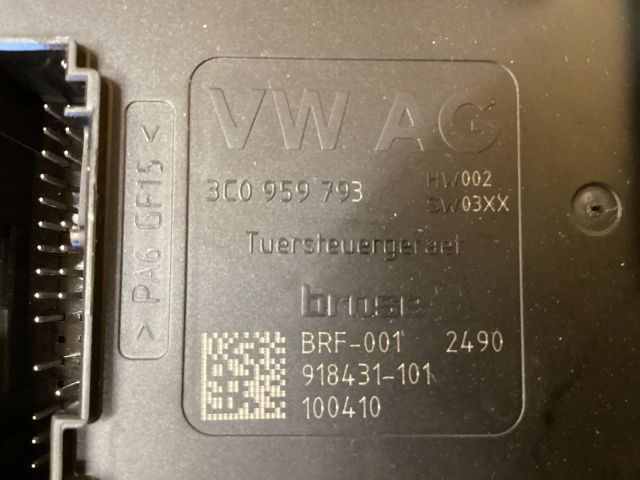 VW AG
3C0 959 793 HW002
SW03XX
Tuersteuergeraet
brose
BRF-001 2490
918431-101
100410
> PA6 GF15 <